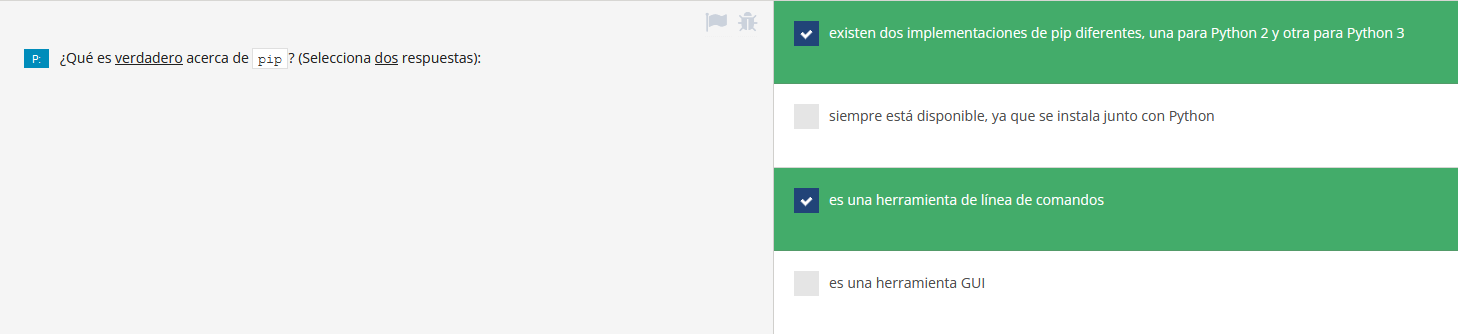 P: ¿Qué es verdadero acerca de pip? (Selecciona dos respuestas):
existen dos implementaciones de pip diferentes, una para Python 2 y otra para Python 3
siempre está disponible, ya que se instala junto con Python
es una herramienta de línea de comandos
es una herramienta GUI